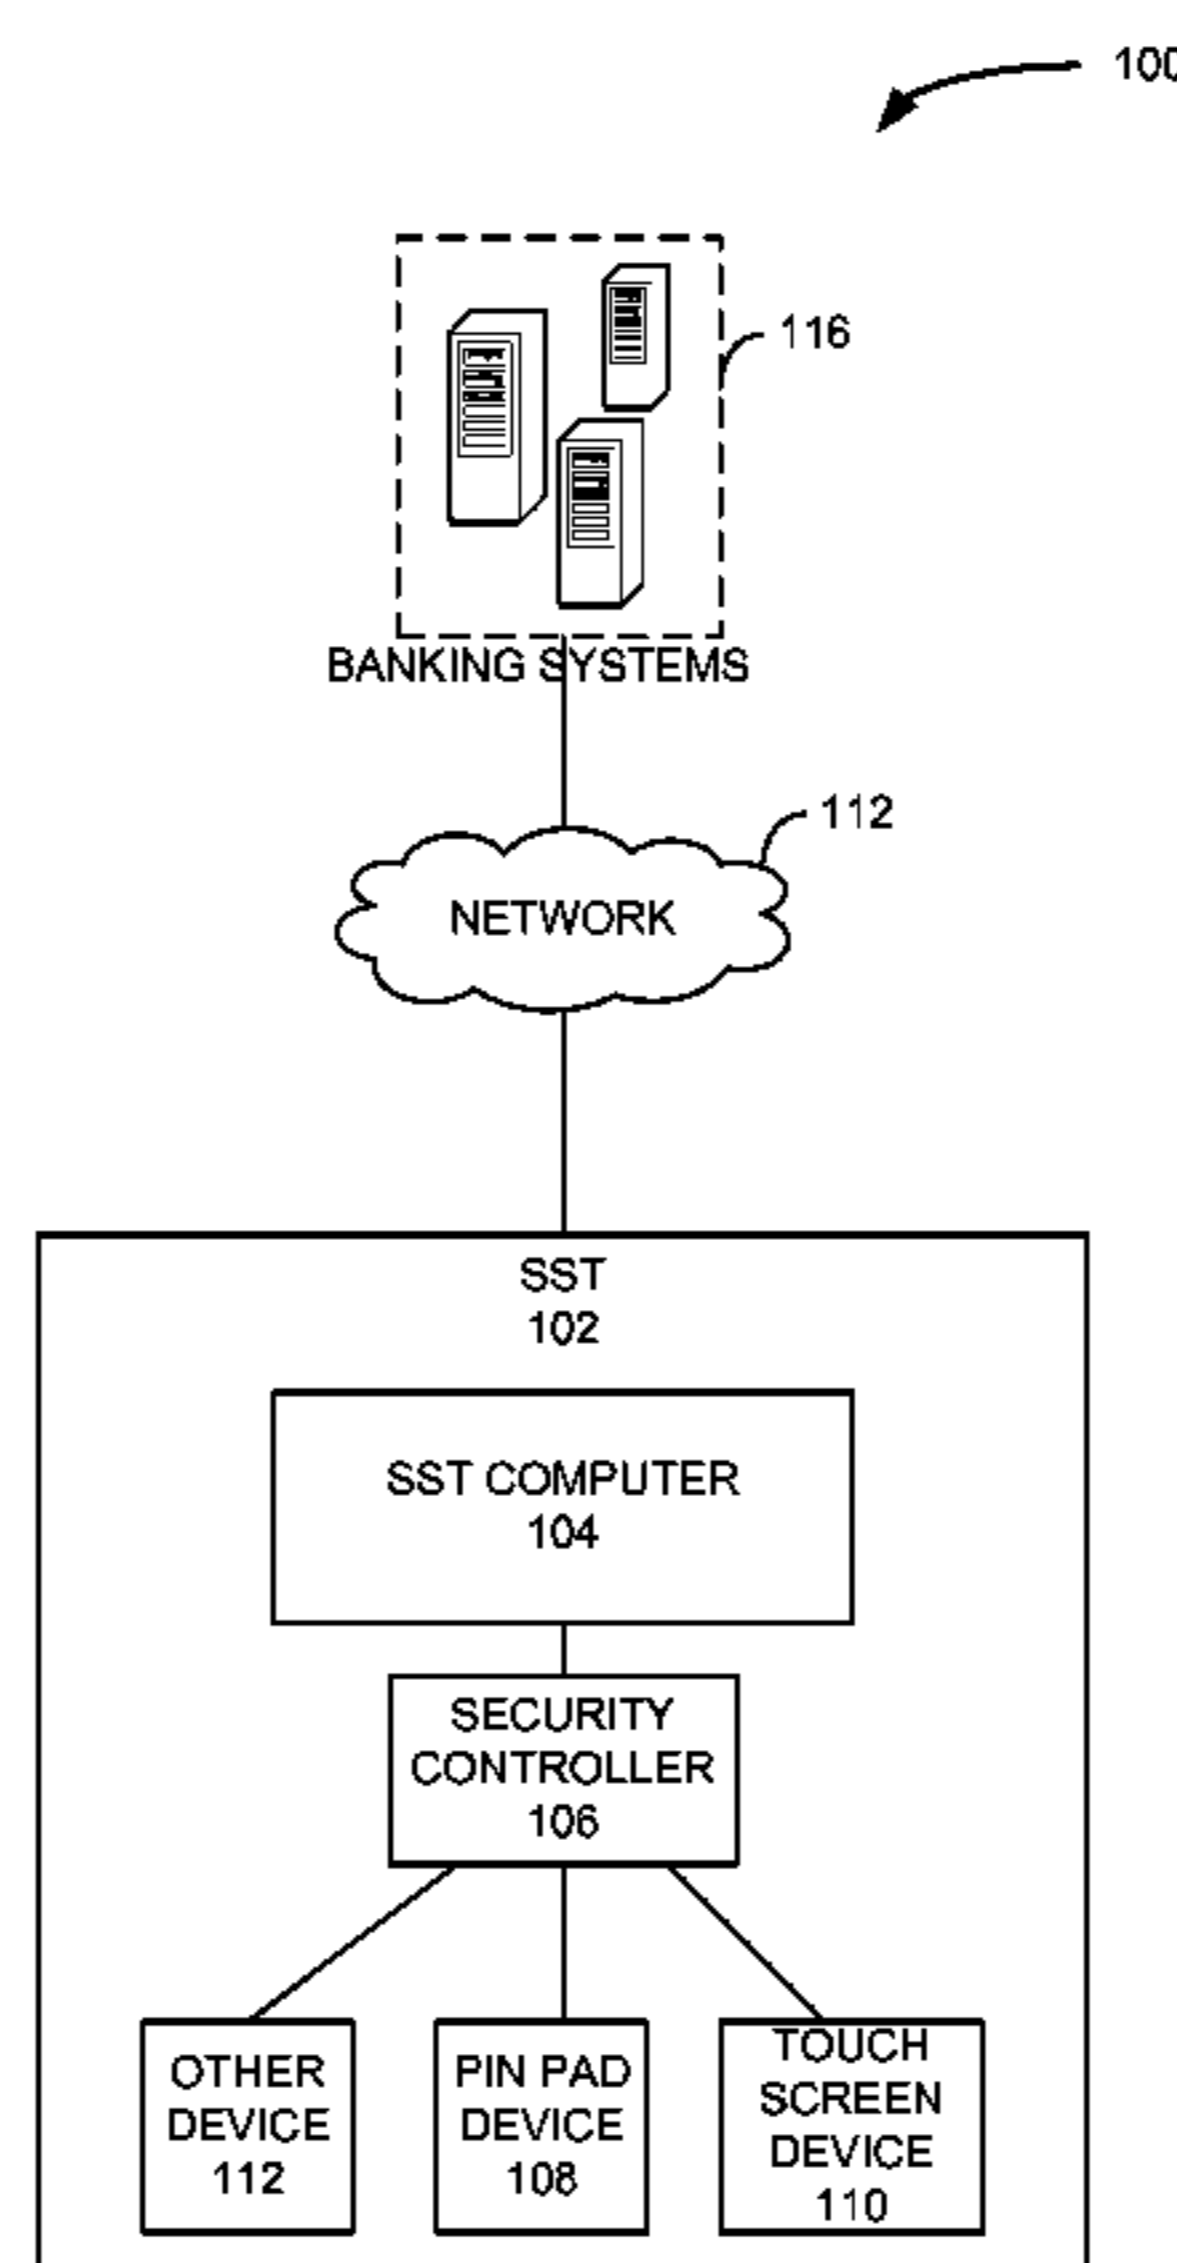 100
116
BANKING SYSTEMS
112
NETWORK
SST
102
SST COMPUTER
104
SECURITY
CONTROLLER
106
OTHER
DEVICE
112
PIN PAD
DEVICE
108
TOUCH
SCREEN
DEVICE
110